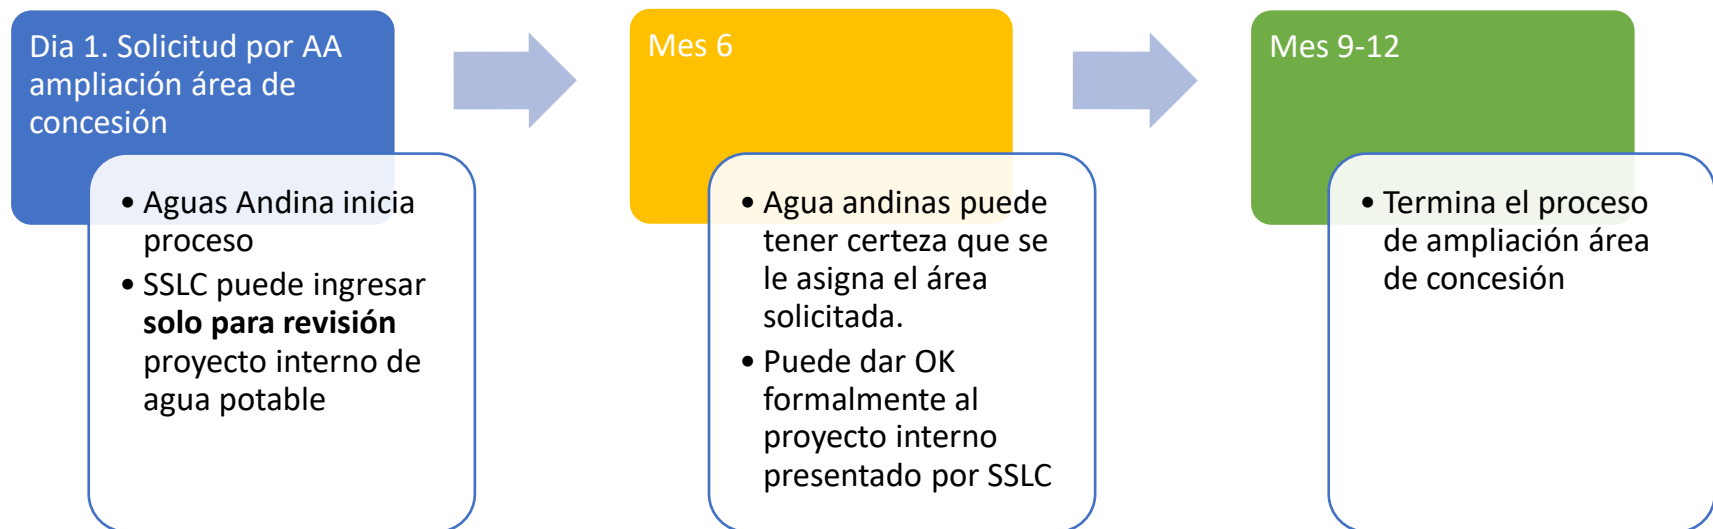 Dia 1. Solicitud por AA
ampliación área de
concesión
• Aguas Andina inicia
proceso
• SSLC puede ingresar
solo para revisión
proyecto interno de
agua potable
Mes 6
• Agua andinas puede
tener certeza que se
le asigna el área
solicitada.
• Puede dar OK
formalmente al
proyecto interno
presentado por SSLC
Mes 9-12
• Termina el proceso
de ampliación área
de concesión